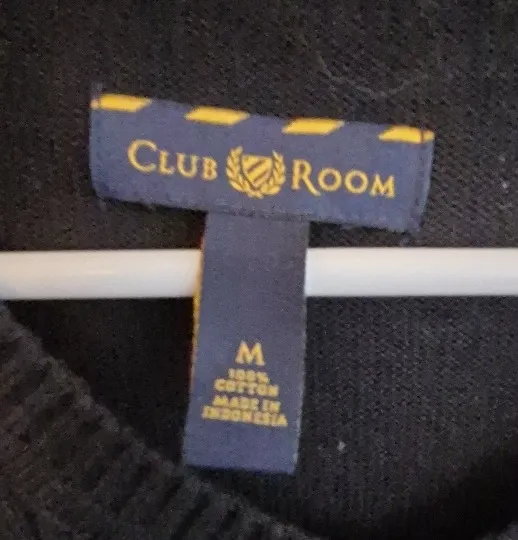 CLUB ROOM
M
100%
COTTON
MADE IN
INDONESIA